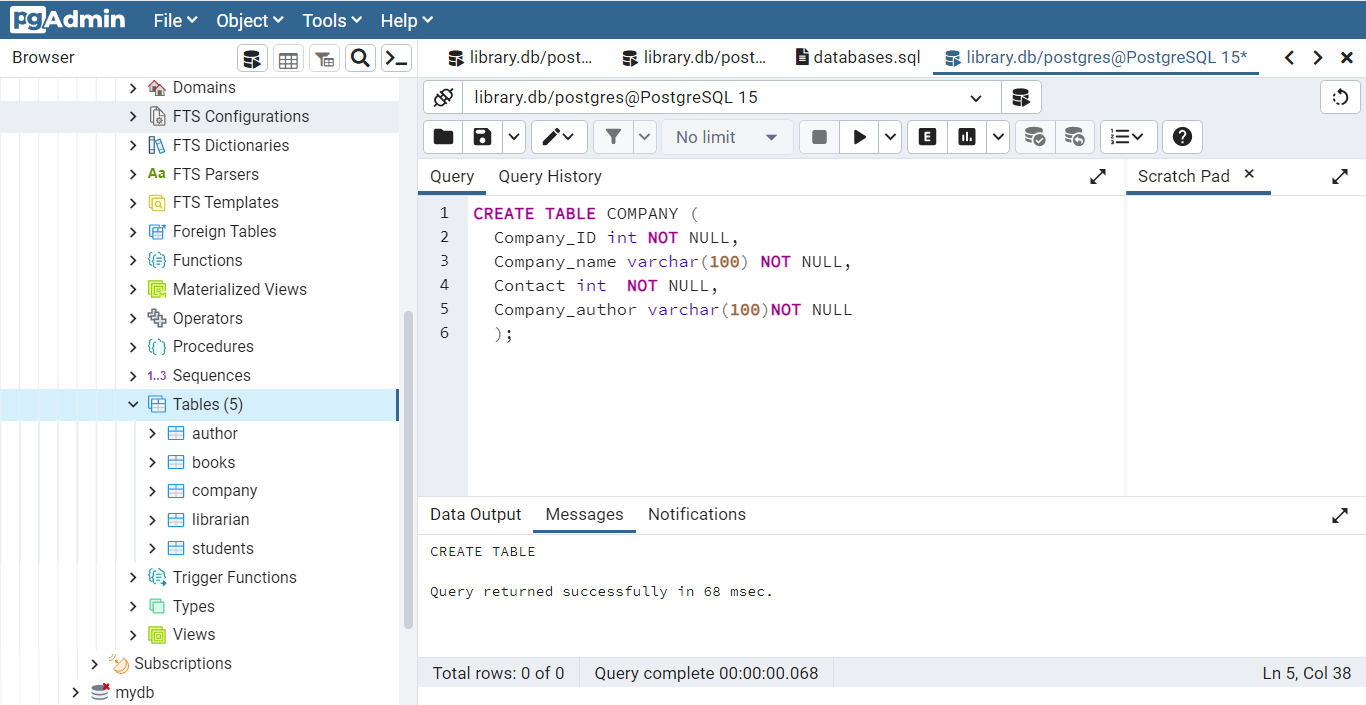 pgAdmin File Object Tools Help
Browser
library.db/post...
library.db/post...
databases.sql
library.db/postgres@PostgreSQL 15*
Domains
FTS Configurations
FTS Dictionaries
Aa FTS Parsers
FTS Templates
Foreign Tables
Functions
Materialized Views
Operators
Procedures
1..3 Sequences
Tables (5)
author
books
company
librarian
students
Trigger Functions
Types
Views
Subscriptions
mydb
library.db/postgres@PostgreSQL 15
No limit
E
Query Query History
Scratch Pad
1 CREATE TABLE COMPANY (
2 Company_ID int NOT NULL,
3 Company_name varchar(100) NOT NULL,
4 Contact int  NOT NULL,
5 Company_author varchar(100)NOT NULL
6 );
Data Output Messages Notifications
CREATE TABLE
Query returned successfully in 68 msec.
Total rows: 0 of 0 Query complete 00:00:00.068 Ln 5, Col 38